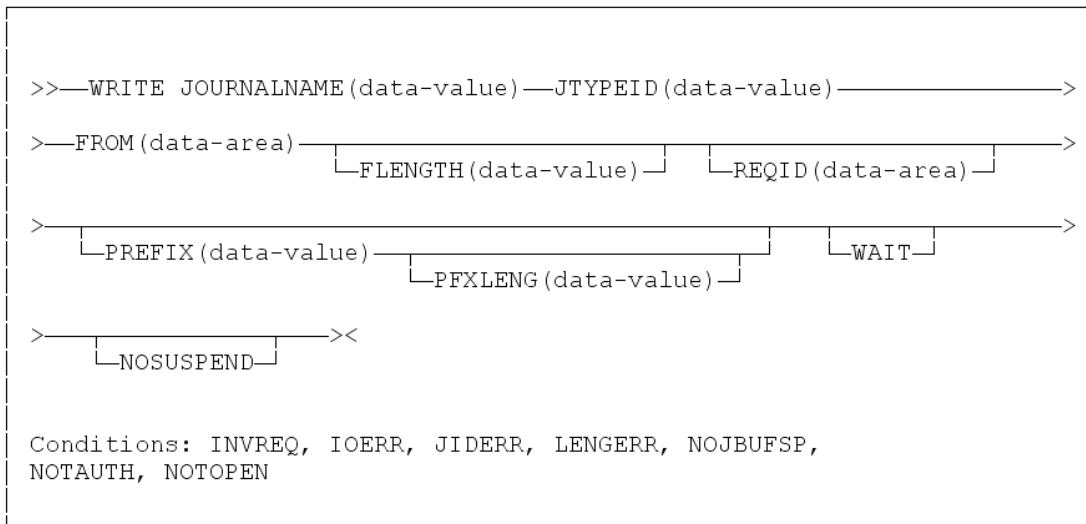 >>—WRITE JOURNALNAME(data-value)—JTYPEID(data-value)—>
>—FROM(data-area)—
FLENGTH(data-value) REQID(data-area)
>
>— >
PREFIX(data-value)— WAIT
PFXLENG(data-value)
>— —><
NOSUSPEND
Conditions: INVREQ, IOERR, JIDERR, LENGERR, NOJBUFSP,
NOTAUTH, NOTOPEN